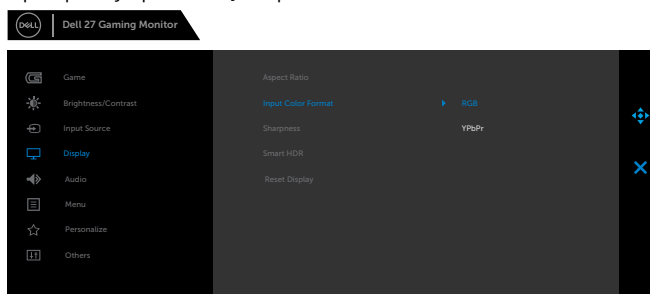 DELL
Dell 27 Gaming Monitor
Game
Aspect Ratio
Brightness/Contrast
Input Color Format
RGB
Input Source
Sharpness
YPbPr
Display
Smart HDR
Audio
Reset Display
Menu
Personalize
Others